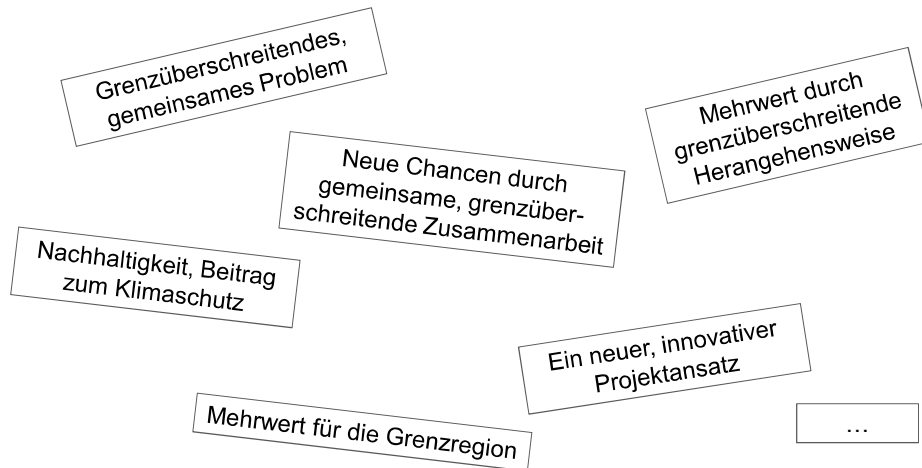 Grenzüberschreitendes,
gemeinsames Problem
Mehrwert durch
grenzüberschreitende
Herangehensweise
Neue Chancen durch
gemeinsame, grenzüber-
schreitende Zusammenarbeit
Nachhaltigkeit, Beitrag
zum Klimaschutz
Ein neuer, innovativer
Projektansatz
Mehrwert für die Grenzregion
...